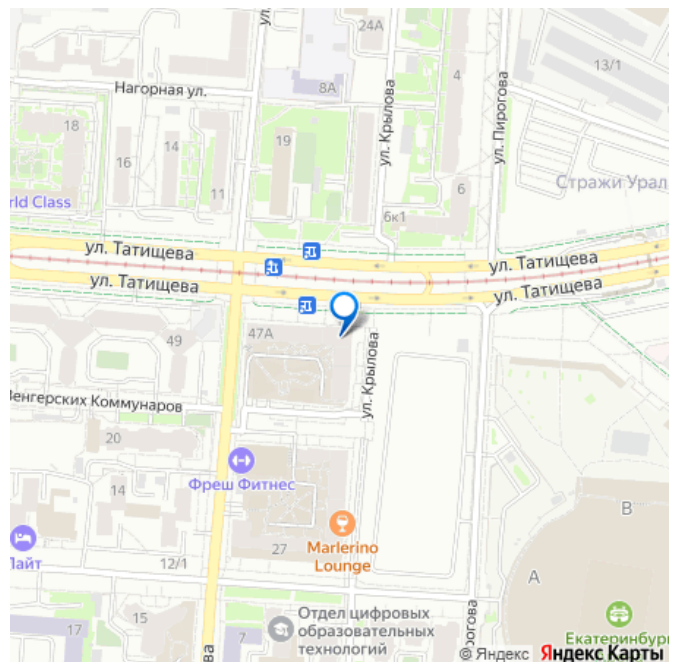 ул.
24А
13/1
8А
4
Нагорная ул.
ул. Крылова
ул. Пирогова
18
16
14
19
11
Стражи Урал
6
6к1
rld Class
ул. Татищева
ул. Татищева
ул. Татищева
ул. Татищева
49
47А
ул. Крылова
Венгерских Коммунаров
20
Фреш Фитнес
14
В
27
Marlerino
Lounge
Лайт
12/1
А
15
17
7
Отдел цифровых
образовательных
технологий
рогова
ова
Екатеринбур
© Яндекс Яндекс Карты